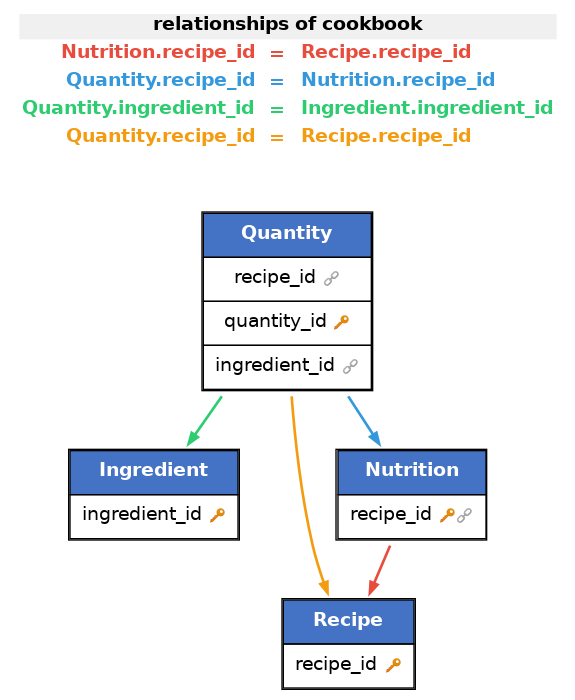 relationships of cookbook
Nutrition.recipe_id = Recipe.recipe_id
Quantity.recipe_id = Nutrition.recipe_id
Quantity.ingredient_id = Ingredient.ingredient_id
Quantity.recipe_id = Recipe.recipe_id
Quantity
recipe_id
quantity_id
ingredient_id
Ingredient
ingredient_id
Nutrition
recipe_id
Recipe
recipe_id